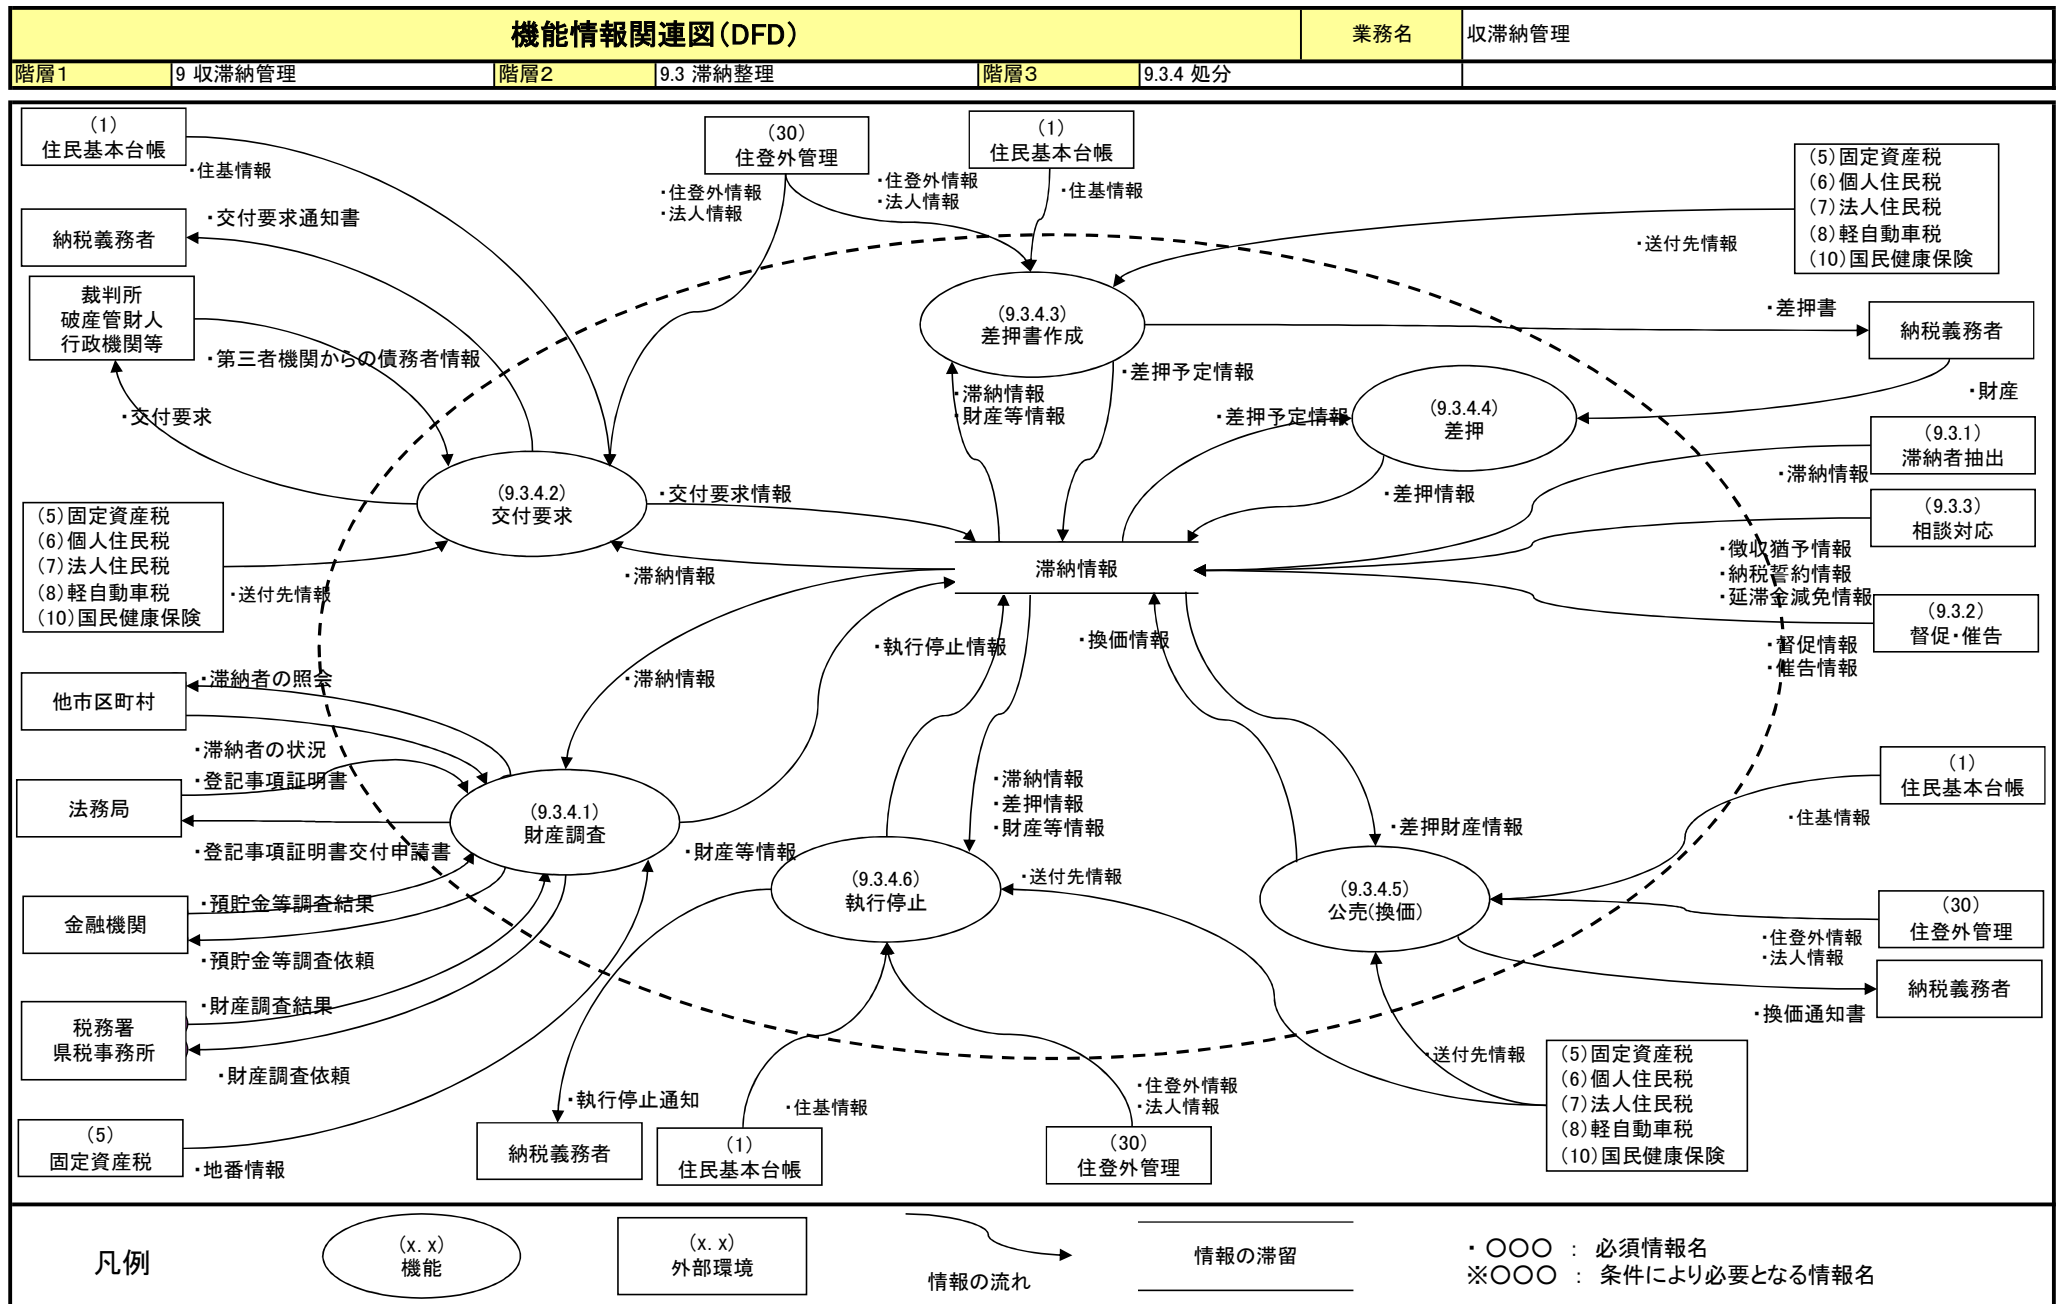 機能情報関連図(DFD)
業務名
収滞納管理
階層1
9 収滞納管理
階層2
9.3 滞納整理
階層3
9.3.4 処分
(1)
住民基本台帳
・住基情報
(30)
住登外管理
・住登外情報
・法人情報
・住登外情報
・法人情報
(1)
住民基本台帳
・住基情報
(5)固定資産税
(6)個人住民税
(7)法人住民税
(8)軽自動車税
(10)国民健康保険
・送付先情報
納税義務者
・交付要求通知書
裁判所
破産管財人
行政機関等
・第三者機関からの債務者情報
・交付要求
(9.3.4.3)
差押書作成
・差押書
納税義務者
・財産
・滞納情報
・財産等情報
・差押予定情報
・差押予定情報
(9.3.4.4)
差押
・差押情報
(9.3.1)
滞納者抽出
・滞納情報
(9.3.3)
相談対応
・徴収猶予情報
・納税誓約情報
・延滞金減免情報
(9.3.2)
督促・催告
・督促情報
・催告情報
(9.3.4.2)
交付要求
・交付要求情報
・滞納情報
(5)固定資産税
(6)個人住民税
(7)法人住民税
(8)軽自動車税
(10)国民健康保険
・送付先情報
滞納情報
・執行停止情報
・換価情報
・滞納情報
他市区町村
・滞納者の照会
・滞納者の状況
・登記事項証明書
法務局
・登記事項証明書交付申請書
(9.3.4.1)
財産調査
・財産等情報
・滞納情報
・差押情報
・財産等情報
・差押財産情報
(1)
住民基本台帳
・住基情報
金融機関
・預貯金等調査結果
・預貯金等調査依頼
(9.3.4.6)
執行停止
・送付先情報
(9.3.4.5)
公売(換価)
(30)
住登外管理
・住登外情報
・法人情報
納税義務者
・換価通知書
税務署
県税事務所
・財産調査結果
・財産調査依頼
・送付先情報
(5)固定資産税
(6)個人住民税
(7)法人住民税
(8)軽自動車税
(10)国民健康保険
(5)
固定資産税
・地番情報
・執行停止通知
納税義務者
・住基情報
(1)
住民基本台帳
・住登外情報
・法人情報
(30)
住登外管理
凡例
(x. x)
機能
(x. x)
外部環境
情報の流れ
情報の滞留
・ ○○○ : 必須情報名
※○○○ : 条件により必要となる情報名